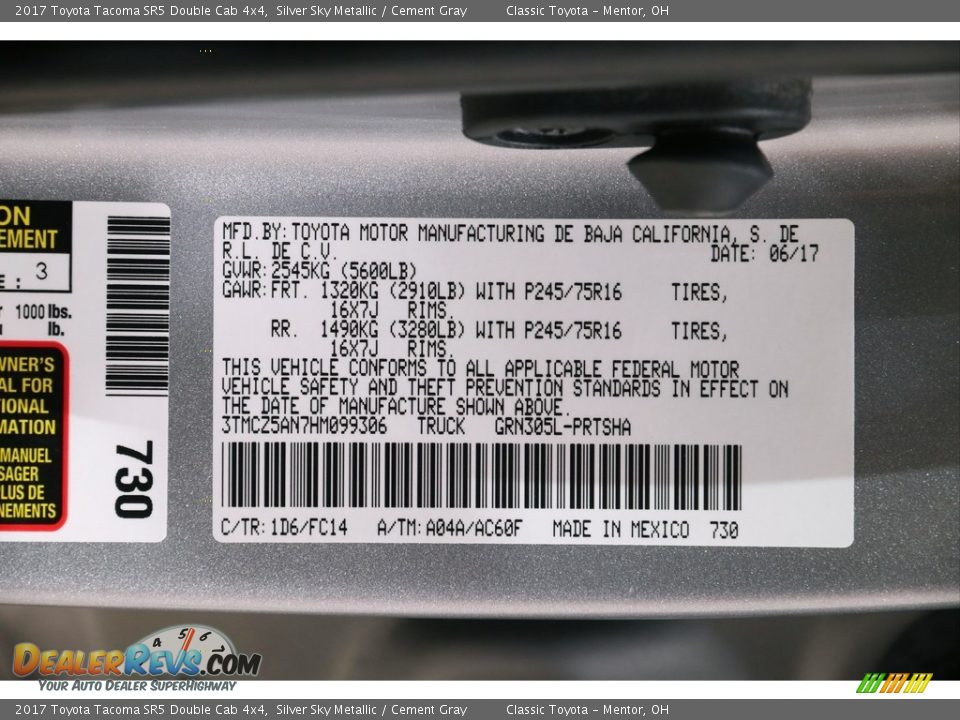 2017 Toyota Tacoma SR5 Double Cab 4x4, Silver Sky Metallic / Cement Gray Classic Toyota – Mentor, OH
ON
EMENT
E : 3
1000 lbs.
lb.
WNER'S
AL FOR
TIONAL
MATION
MANUEL
SAGER
LUS DE
NEMENTS
730
MFD.BY:TOYOTA MOTOR MANUFACTURING DE BAJA CALIFORNIA, S. DE
R.L. DE C.V. DATE: 06/17
GVWR:2545KG (5600LB)
GAWR:FRT. 1320KG (2910LB) WITH P245/75R16 TIRES,
16X7J RIMS.
RR. 1490KG (3280LB) WITH P245/75R16 TIRES,
16X7J RIMS.
THIS VEHICLE CONFORMS TO ALL APPLICABLE FEDERAL MOTOR
VEHICLE SAFETY AND THEFT PREVENTION STANDARDS IN EFFECT ON
THE DATE OF MANUFACTURE SHOWN ABOVE.
3TMCZ5AN7HM099306 TRUCK GRN305L-PRTSHA
C/TR:1D6/FC14 A/TM:A04A/AC60F MADE IN MEXICO 730
4 5 6
DEALERREVS.COM
YOUR AUTO DEALER SUPERHIGHWAY
2017 Toyota Tacoma SR5 Double Cab 4x4, Silver Sky Metallic / Cement Gray Classic Toyota – Mentor, OH